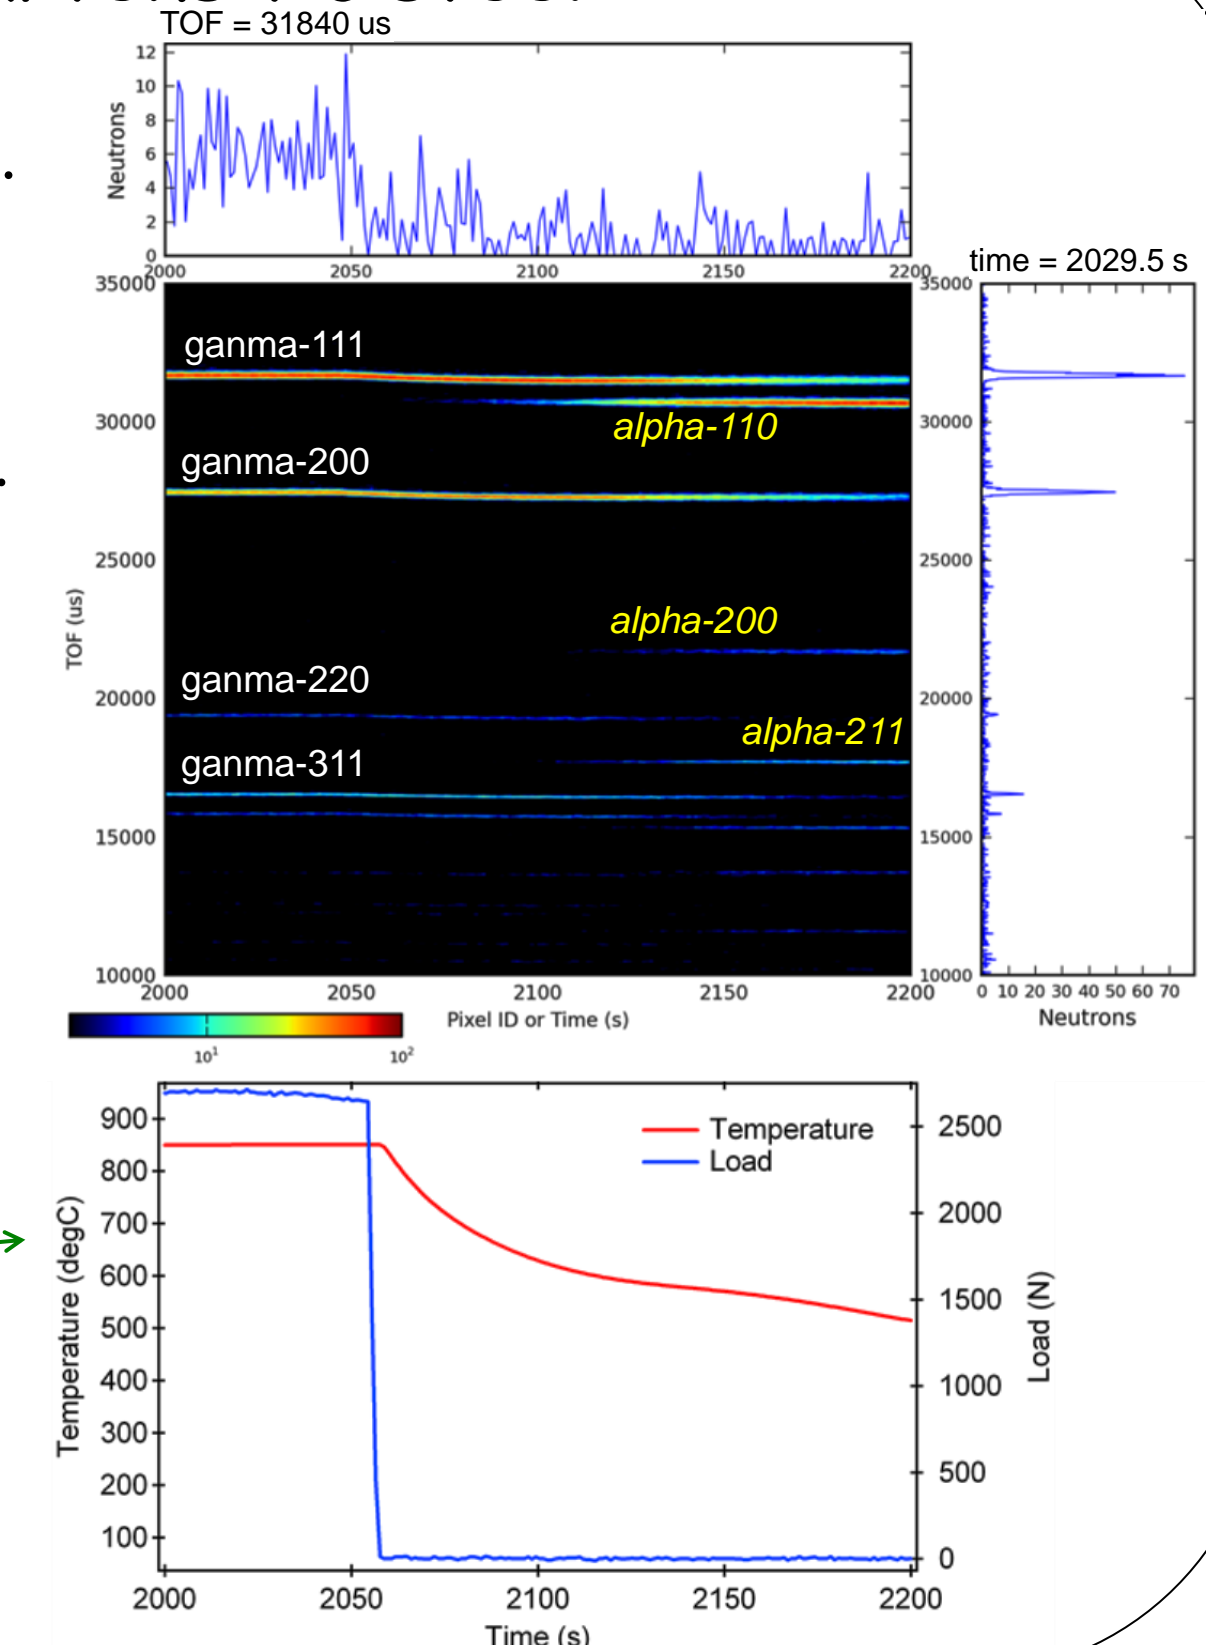 TOF = 31840 us
12
10
8
6
4
2
0
Neutrons
2000 2050 2100 2150 2200
time = 2029.5 s
35000
30000
25000
20000
15000
10000
TOF (us)
ganma-111
alpha-110
ganma-200
alpha-200
ganma-220
alpha-211
ganma-311
2000 2050 2100 2150 2200
Pixel ID or Time (s)
35000
30000
25000
20000
15000
10000
0 10 20 30 40 50 60 70
Neutrons
10¹ 10²
900
800
700
600
500
400
300
200
100
Temperature (degC)
Temperature
Load
2500
2000
1500
1000
500
0
Load (N)
2000 2050 2100 2150 2200
Time (s)